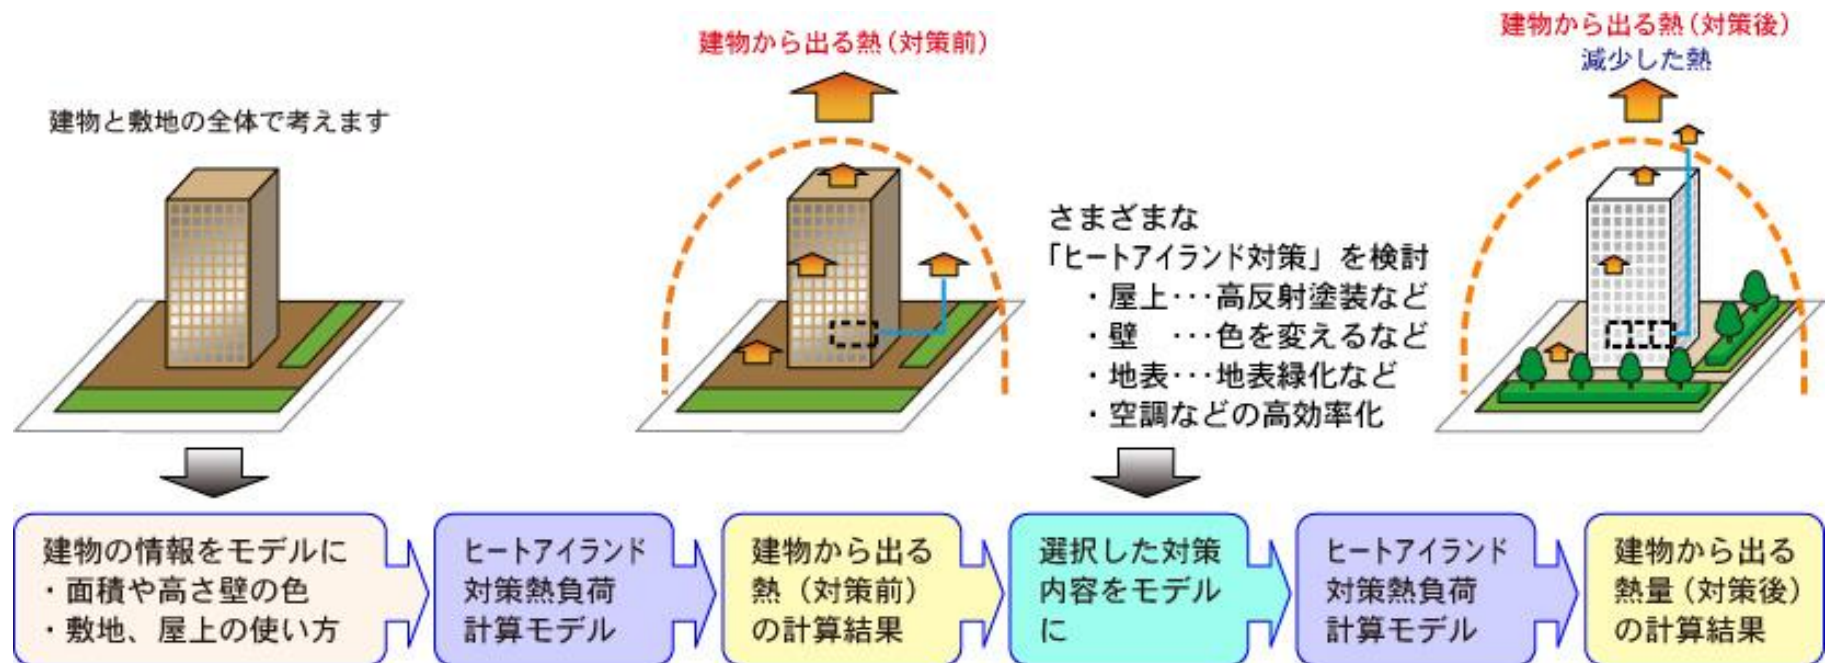 建物から出る熱(対策前)
建物から出る熱(対策後)
減少した熱
建物と敷地の全体で考えます
さまざまな
「ヒートアイランド対策」を検討
・屋上･･･高反射塗装など
・壁　･･･色を変えるなど
・地表･･･地表緑化など
・空調などの高効率化
建物の情報をモデルに
・面積や高さ壁の色
・敷地、屋上の使い方
ヒートアイランド
対策熱負荷
計算モデル
建物から出る
熱（対策前）
の計算結果
選択した対策
内容をモデル
に
ヒートアイランド
対策熱負荷
計算モデル
建物から出る
熱量(対策後)
の計算結果